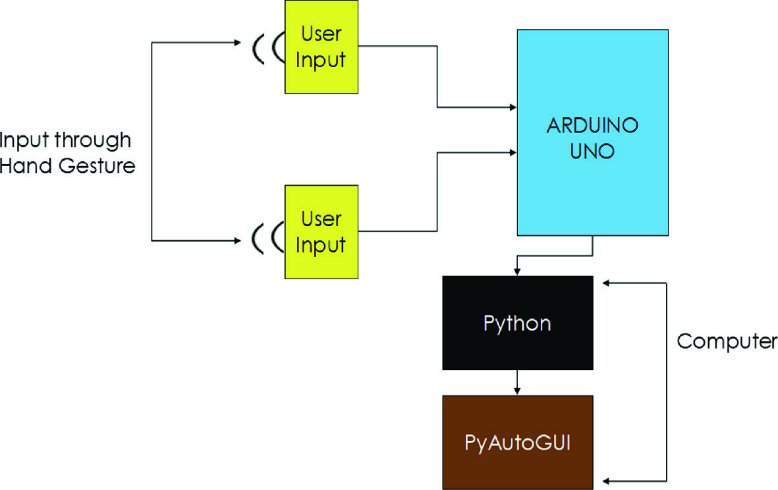 User
Input
Input through
Hand Gesture
ARDUINO
UNO
User
Input
Python
Computer
PyAutoGUI